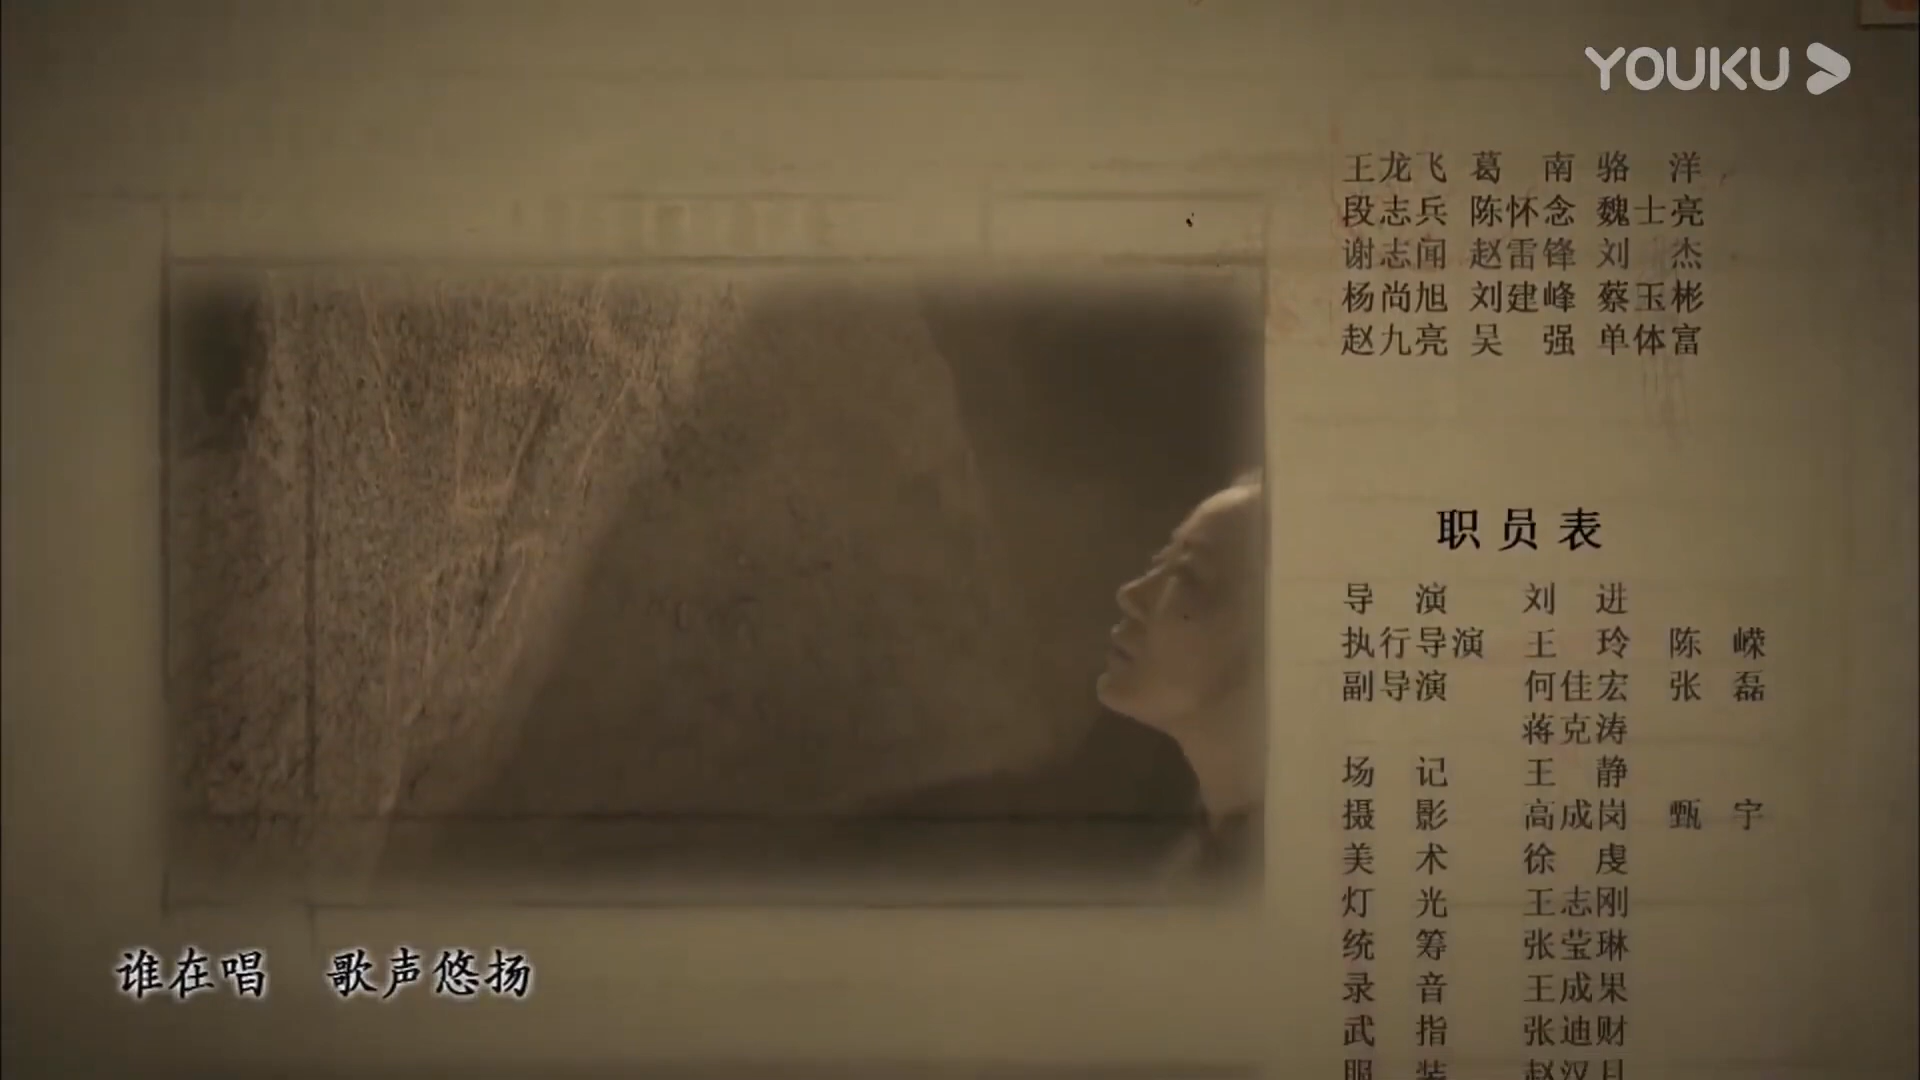 YOUKU
王龙飞 葛 南 骆 洋
段志兵 陈怀念 魏士亮
谢志闻 赵雷锋 刘 杰
杨尚旭 刘建峰 蔡玉彬
赵九亮 吴 强 单体富
职员表
导 演 刘 进
执行导演 王 玲 陈 嵘
副导演 何佳宏 张 磊
蒋克涛
场 记 王 静
摄 影 高成岗 甄 宇
美 术 徐 虔
灯 光 王志刚
统 筹 张莹琳
录 音 王成果
武 指 张迪财
谁在唱 歌声悠扬